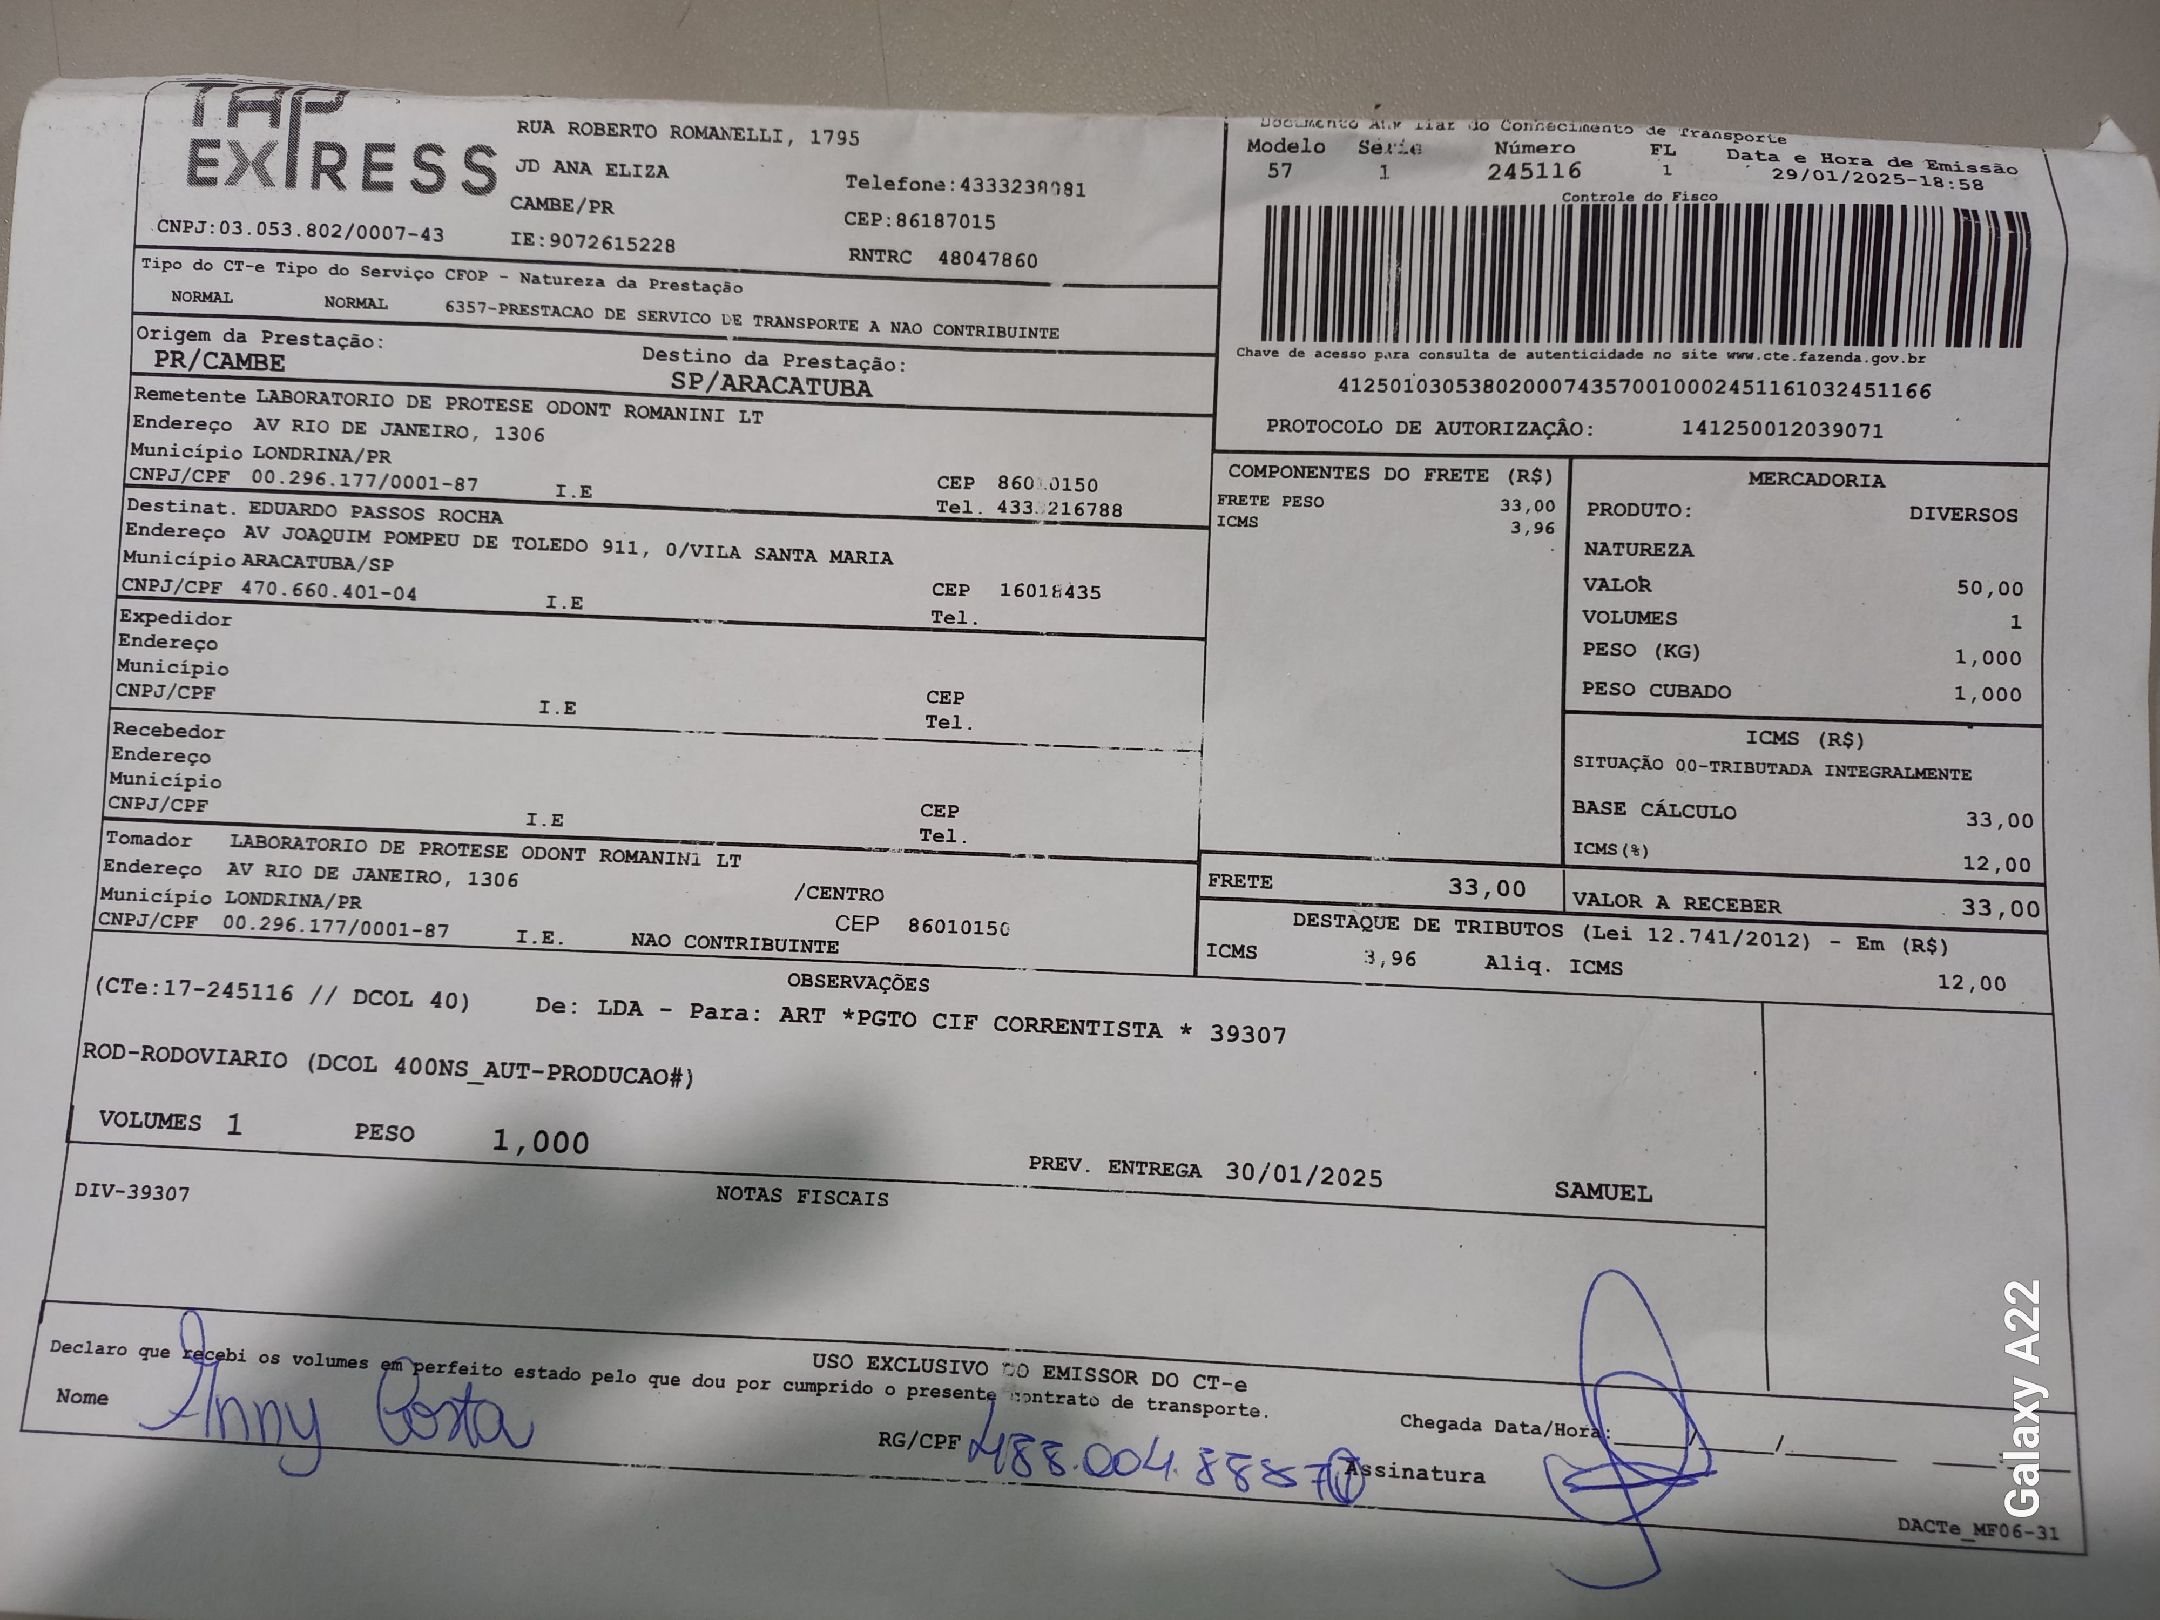 TAP EXPRESS
RUA ROBERTO ROMANELLI, 1795
JD ANA ELIZA
CAMBE/PR
Telefone:4333238081
CEP:86187015
CNPJ:03.053.802/0007-43
IE:9072615228
RNTRC 48047860
Documento Auxiliar do Conhecimento de Transporte
Modelo Serie Número FL Data e Hora de Emissão
57 1 245116 1 29/01/2025-18:58
Controle do Fisco
Chave de acesso para consulta de autenticidade no site www.cte.fazenda.gov.br
41250103053802000743570010002451161032451166
PROTOCOLO DE AUTORIZAÇÂO: 141250012039071
Tipo do CT-e Tipo do Serviço CFOP - Natureza da Prestação
NORMAL NORMAL 6357-PRESTACAO DE SERVICO DE TRANSPORTE A NAO CONTRIBUINTE
Origem da Prestação: Destino da Prestação:
PR/CAMBE SP/ARACATUBA
Remetente LABORATORIO DE PROTESE ODONT ROMANINI LT
Endereço AV RIO DE JANEIRO, 1306
Município LONDRINA/PR CEP 86010150
CNPJ/CPF 00.296.177/0001-87 I.E Tel.
Destinat. EDUARDO PASSOS ROCHA
Endereço AV JOAQUIM POMPEU DE TOLEDO 911, 0/VILA SANTA MARIA
Município ARACATUBA/SP CEP 16018435
CNPJ/CPF 470.660.401-04 I.E Tel.
Expedidor
Endereço
Município CEP
CNPJ/CPF I.E Tel.
Recebedor
Endereço
Município CEP
CNPJ/CPF I.E Tel.
Tomador LABORATORIO DE PROTESE ODONT ROMANINI LT
Endereço AV RIO DE JANEIRO, 1306 /CENTRO
Município LONDRINA/PR CEP 86010150
CNPJ/CPF 00.296.177/0001-87 I.E. NAO CONTRIBUINTE
COMPONENTES DO FRETE (R$)
FRETE PESO 33,00
ICMS 3,96
MERCADORIA
PRODUTO: DIVERSOS
NATUREZA
VALOR 50,00
VOLUMES 1
PESO (KG) 1,000
PESO CUBADO 1,000
ICMS (R$)
SITUAÇÃO 00-TRIBUTADA INTEGRALMENTE
BASE CÁLCULO 33,00
ICMS(%) 12,00
FRETE 33,00 VALOR A RECEBER 33,00
DESTAQUE DE TRIBUTOS (Lei 12.741/2012) - Em (R$)
ICMS 3,96 Aliq. ICMS 12,00
OBSERVAÇÕES
(CTe:17-245116 // DCOL 40) De: LDA - Para: ART *PGTO CIF CORRENTISTA * 39307
ROD-RODOVIARIO (DCOL 400NS_AUT-PRODUCAO#)
VOLUMES 1 PESO 1,000 PREV. ENTREGA 30/01/2025 SAMUEL
NOTAS FISCAIS
DIV-39307
USO EXCLUSIVO DO EMISSOR DO CT-e
Declaro que recebi os volumes em perfeito estado pelo que dou por cumprido o presente contrato de transporte.
Nome Anny Costa RG/CPF Chegada Data/Hora: __/__/__
Assinatura
DACTe_MF06-31
Galaxy A22